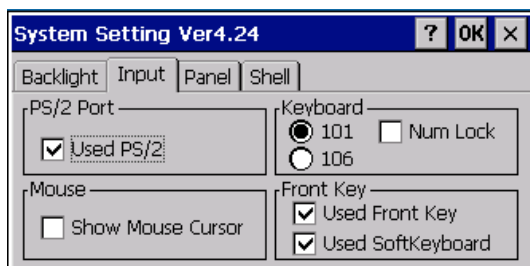 System Setting Ver4.24 ? OK ×
Backlight Input Panel Shell
PS/2 Port
Used PS/2
Keyboard
101 Num Lock
106
Mouse
Show Mouse Cursor
Front Key
Used Front Key
Used SoftKeyboard